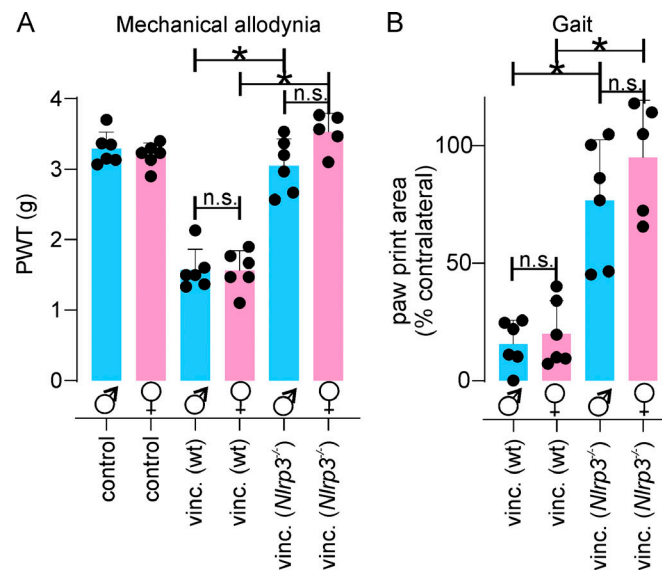 A
Mechanical allodynia
*
*
n.s.
n.s.
PWT (g)
4
3
2
1
0
♂ ♀ ♂ ♀ ♂ ♀
control
control
vinc. (wt)
vinc. (wt)
vinc. (Nlrp3-/-)
vinc. (Nlrp3-/-)
B
Gait
*
*
n.s.
n.s.
paw print area
(% contralateral)
100
50
0
♂ ♀ ♂ ♀
vinc. (wt)
vinc. (wt)
vinc. (Nlrp3-/-)
vinc. (Nlrp3-/-)